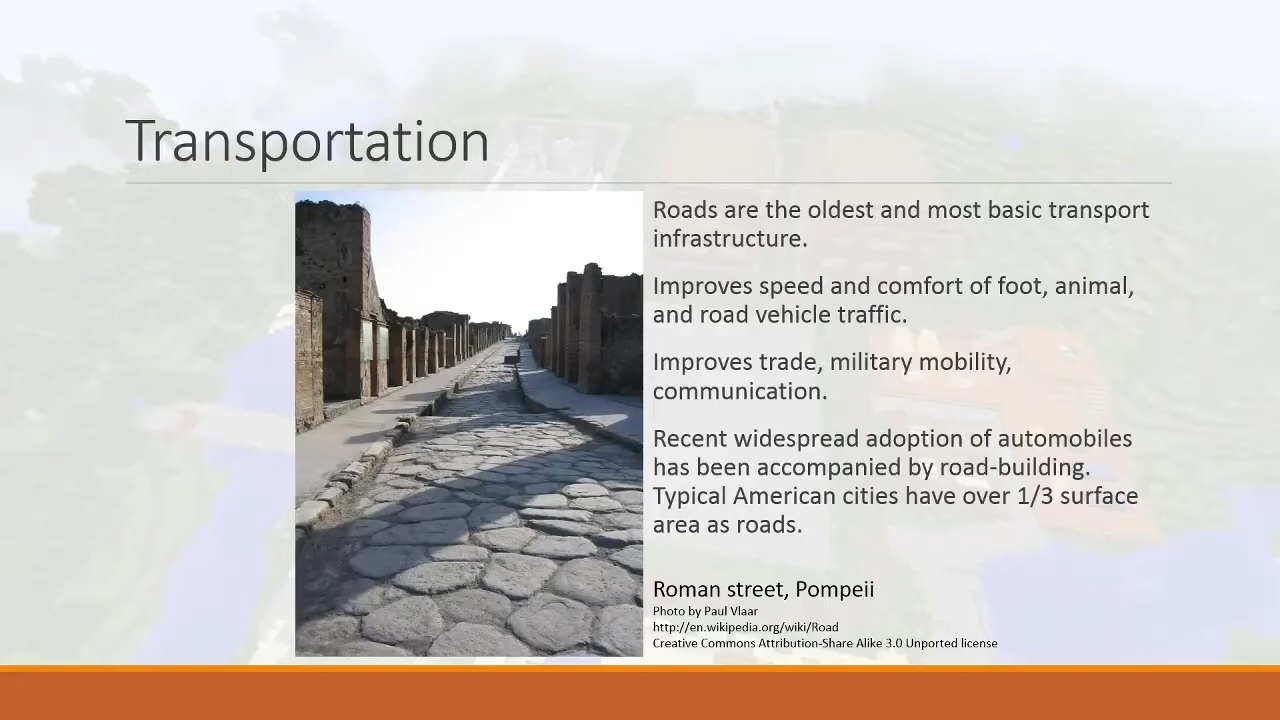 Transportation
Roads are the oldest and most basic transport
infrastructure.
Improves speed and comfort of foot, animal,
and road vehicle traffic.
Improves trade, military mobility,
communication.
Recent widespread adoption of automobiles
has been accompanied by road-building.
Typical American cities have over 1/3 surface
area as roads.
Roman street, Pompeii
Photo by Paul Vlaar
http://en.wikipedia.org/wiki/Road
Creative Commons Attribution-Share Alike 3.0 Unported license